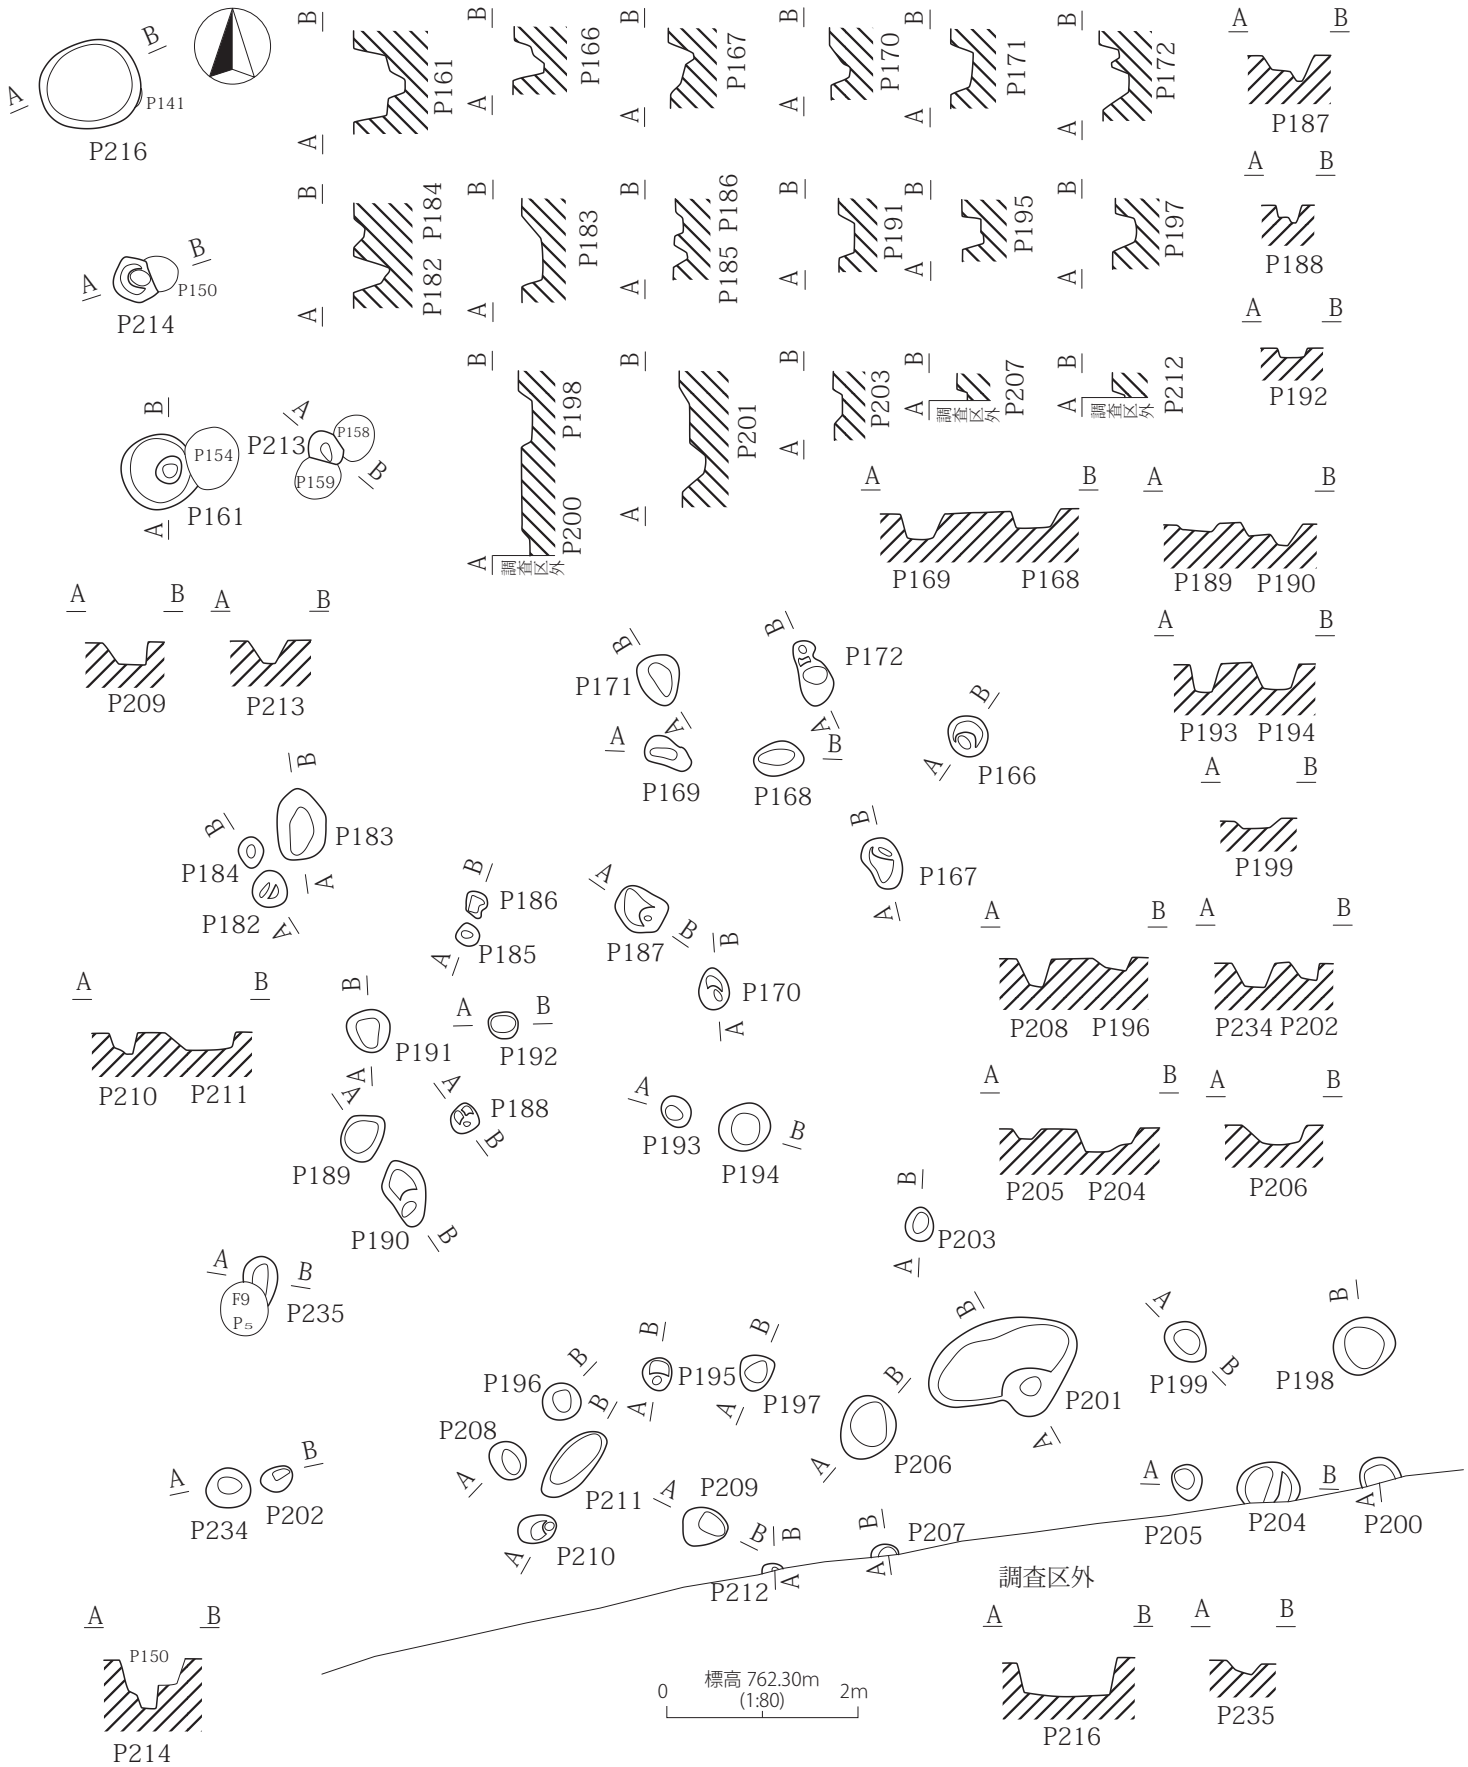 A B P141 P216
A B P150 P214
B P154 P161 A
A P213 P158 P159 B
B A P161
B A P166
B A P167
B A P170
B A P171
B A P172
A B P187
B A P182 P184
B A P183
B A P185 P186
B A P191
B A P195
B A P197
A B P188
B A P200 P198 調査区外
B A P201
B A P203
B A P207 調査区外
B A P212 調査区外
A B P192
A B P169 P168
A B P189 P190
A B P209
A B P213
B P171 A
B P172 A
A P169
P168 B
B P166 A
A B P193 P194
B P183 A
B P184 P182 A
B P186 P185 A
A P187 B
B P167 A
A B P199
B P170 A
A B P208 P196
A B P234 P202
A B P210 P211
B P191 A
A B P192
A P188 B
A P189
P190 B
A P193
P194 B
A B P205 P204
A B P206
B P203 A
A B F9 P5 P235
B P196 P208 A
B P195 A
B P197 A
B P206 A
B P201 A
A P199 B
B P198
A P234 B P202
B P211 P210 A
A P209 B
B P212 A
B P207 A
A P205 P204 B
A P200
調査区外
A B P150 P214
標高 762.30m
0 (1:80) 2m
A B P216
A B P235